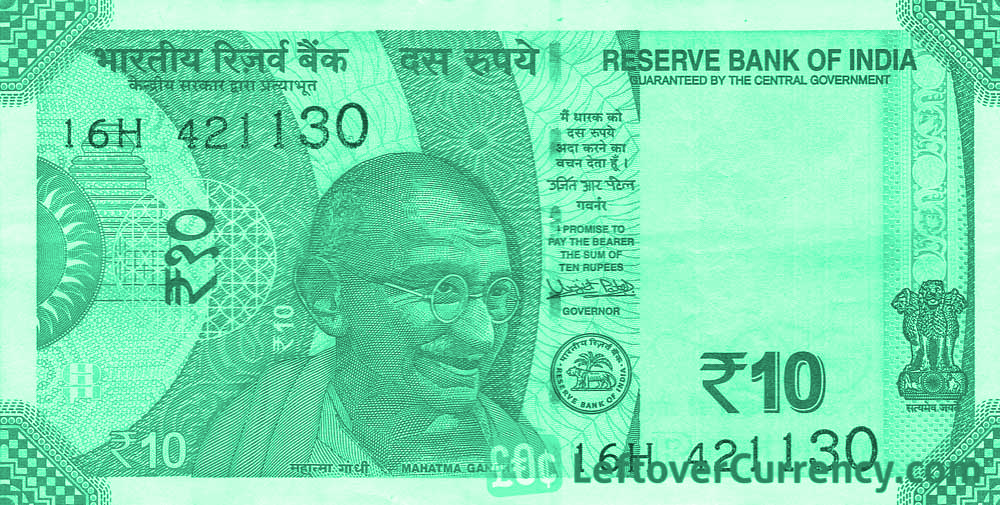 भारतीय रिज़र्व बैंक
केन्द्रीय सरकार द्वारा प्रत्याभूत
दस रुपये
RESERVE BANK OF INDIA
GUARANTEED BY THE CENTRAL GOVERNMENT
16H 421130
मैं धारक को
दस रुपये
अदा करने का
वचन देता हूँ ।
उर्जित आर पटेल
गवर्नर
I PROMISE TO
PAY THE BEARER
THE SUM OF
TEN RUPEES
GOVERNOR
₹१०
₹10
भारतीय रिज़र्व बैंक
RESERVE BANK OF INDIA
₹10
सत्यमेव जयते
₹10
महात्मा गांधी
MAHATMA GAN
16H 421130
£0¢ LeftoverCurrency.com